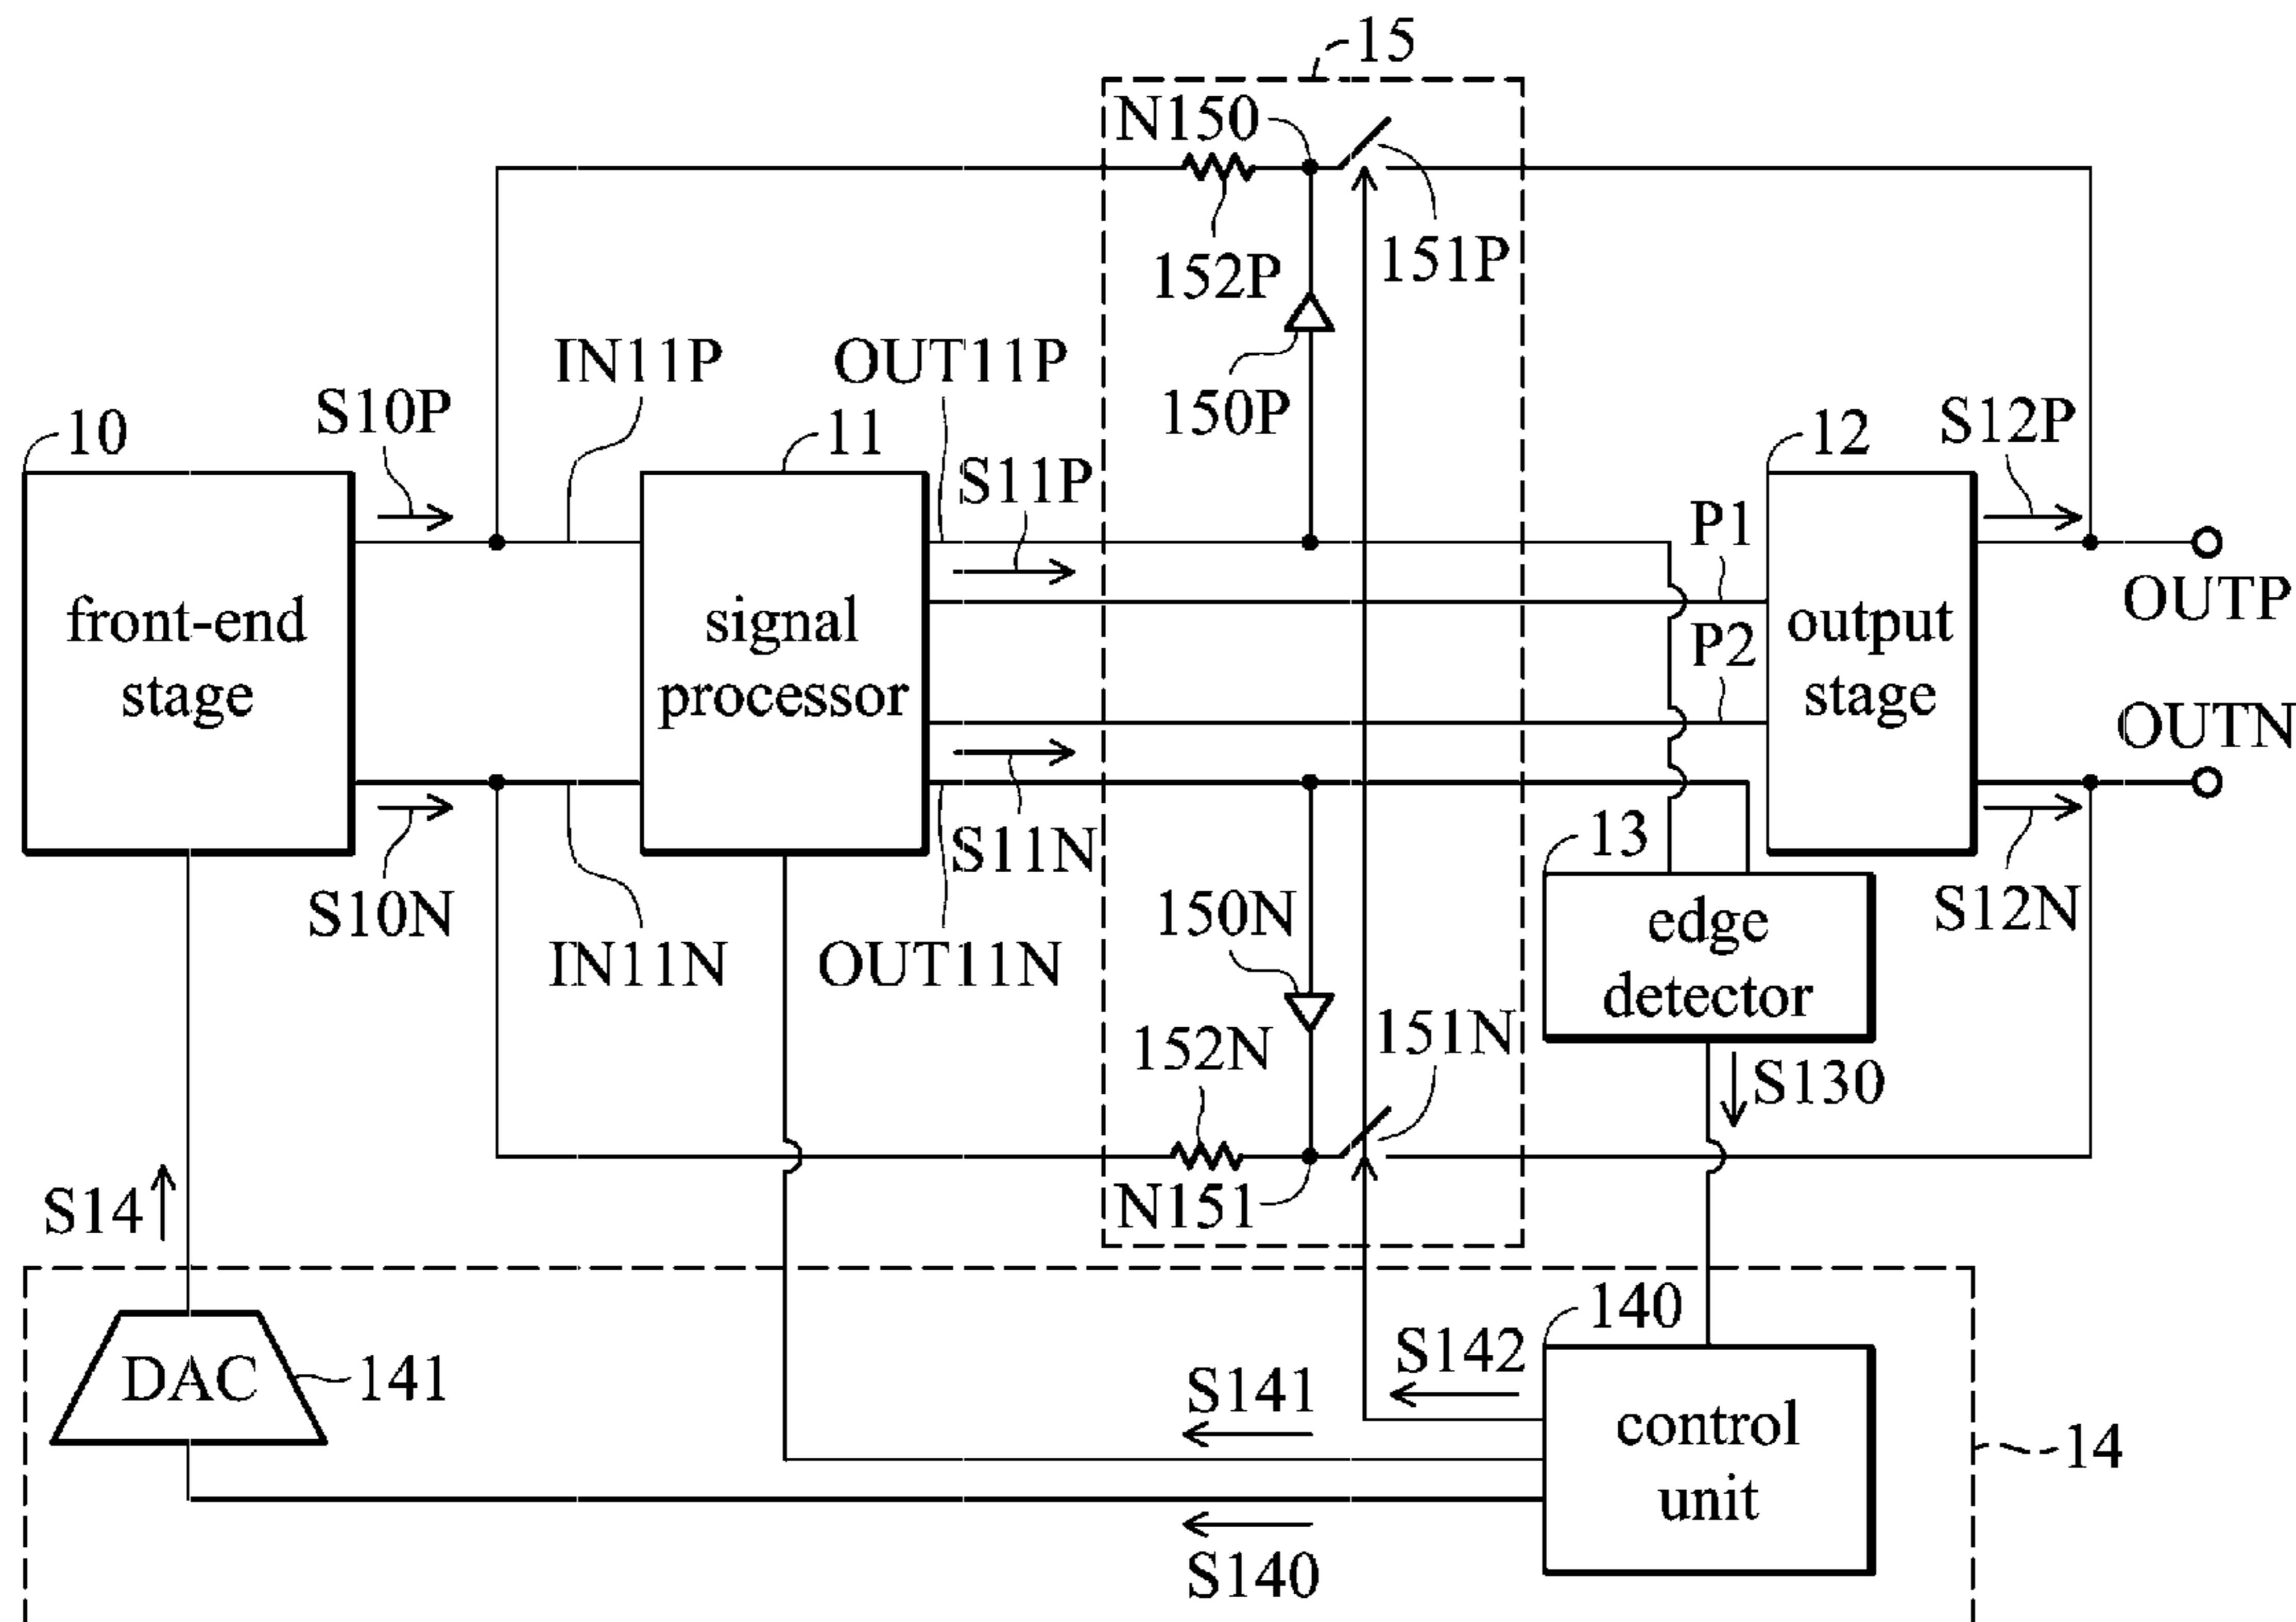 15
N150
152P
151P
150P
IN11P
OUT11P
S10P
10
11
S11P
12
S12P
P1
P2
front-end
stage
signal
processor
output
stage
OUTP
OUTN
S10N
IN11N
S11N
OUT11N
13
S12N
150N
edge
detector
152N
151N
S130
N151
S14
140
DAC
141
S142
S141
control
unit
14
S140